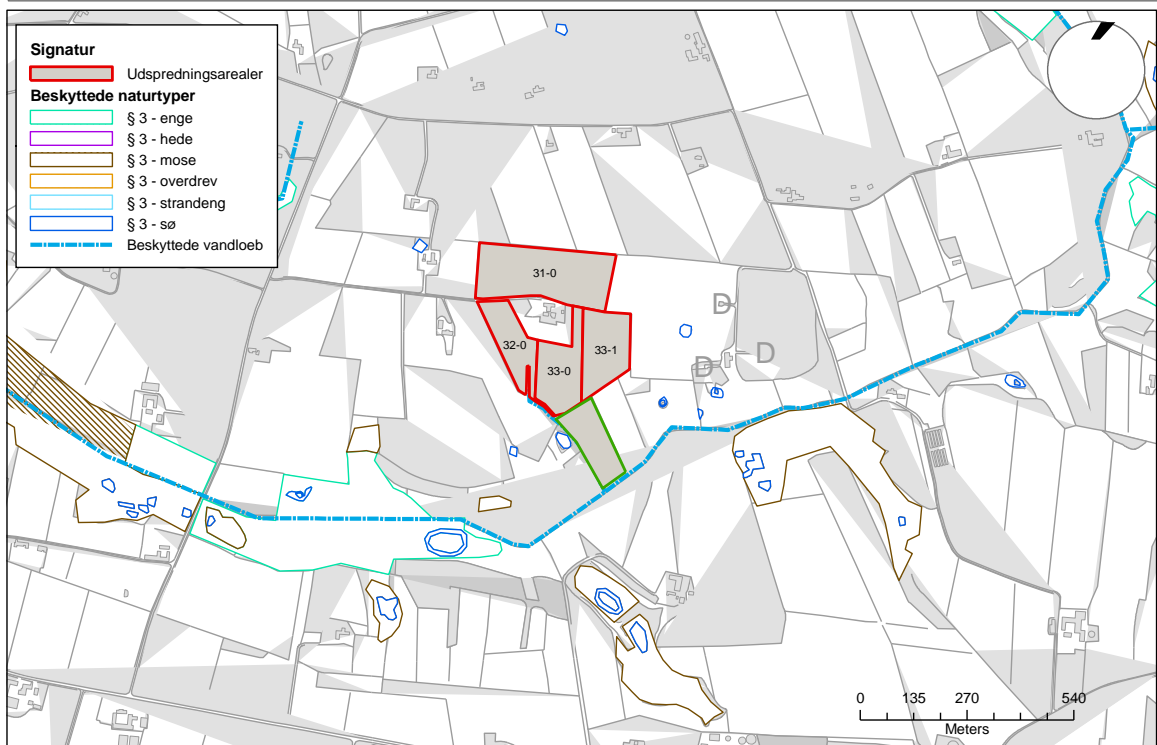 Signatur
Udspredningsarealer
Beskyttede naturtyper
§ 3 - enge
§ 3 - hede
§ 3 - mose
§ 3 - overdrev
§ 3 - strandeng
§ 3 - sø
Beskyttede vandloeb
31-0
32-0
33-0
33-1
D
D
D
0 135 270 540
Meters